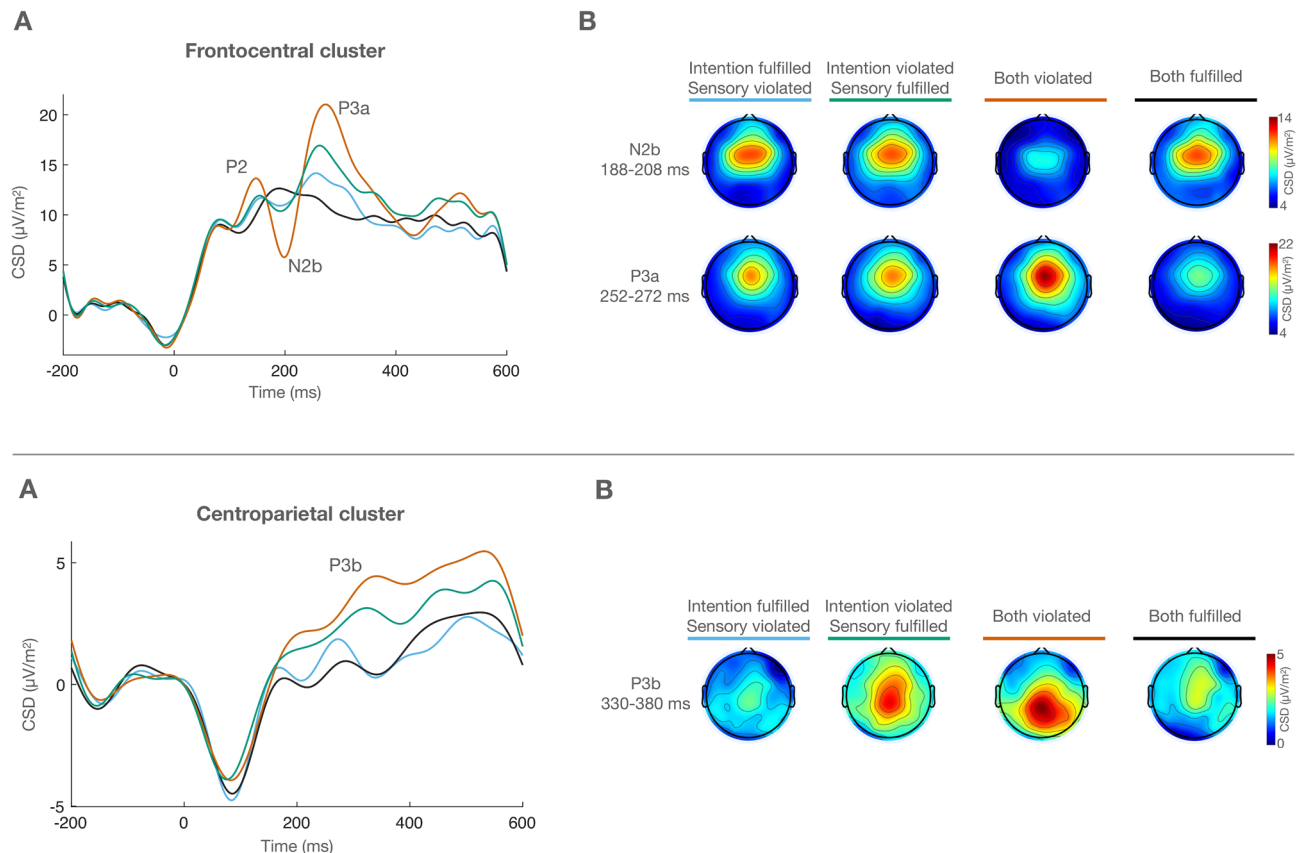 A
Frontocentral cluster
CSD (µV/m²)
20
15
10
5
0
P3a
P2
N2b
-200
0
200
400
600
Time (ms)
B
Intention fulfilled
Sensory violated
Intention violated
Sensory fulfilled
Both violated
Both fulfilled
N2b
188-208 ms
14
CSD (µV/m²)
4
P3a
252-272 ms
22
CSD (µV/m²)
4
A
Centroparietal cluster
CSD (µV/m²)
5
0
-5
P3b
-200
0
200
400
600
Time (ms)
B
Intention fulfilled
Sensory violated
Intention violated
Sensory fulfilled
Both violated
Both fulfilled
P3b
330-380 ms
5
CSD (µV/m²)
0